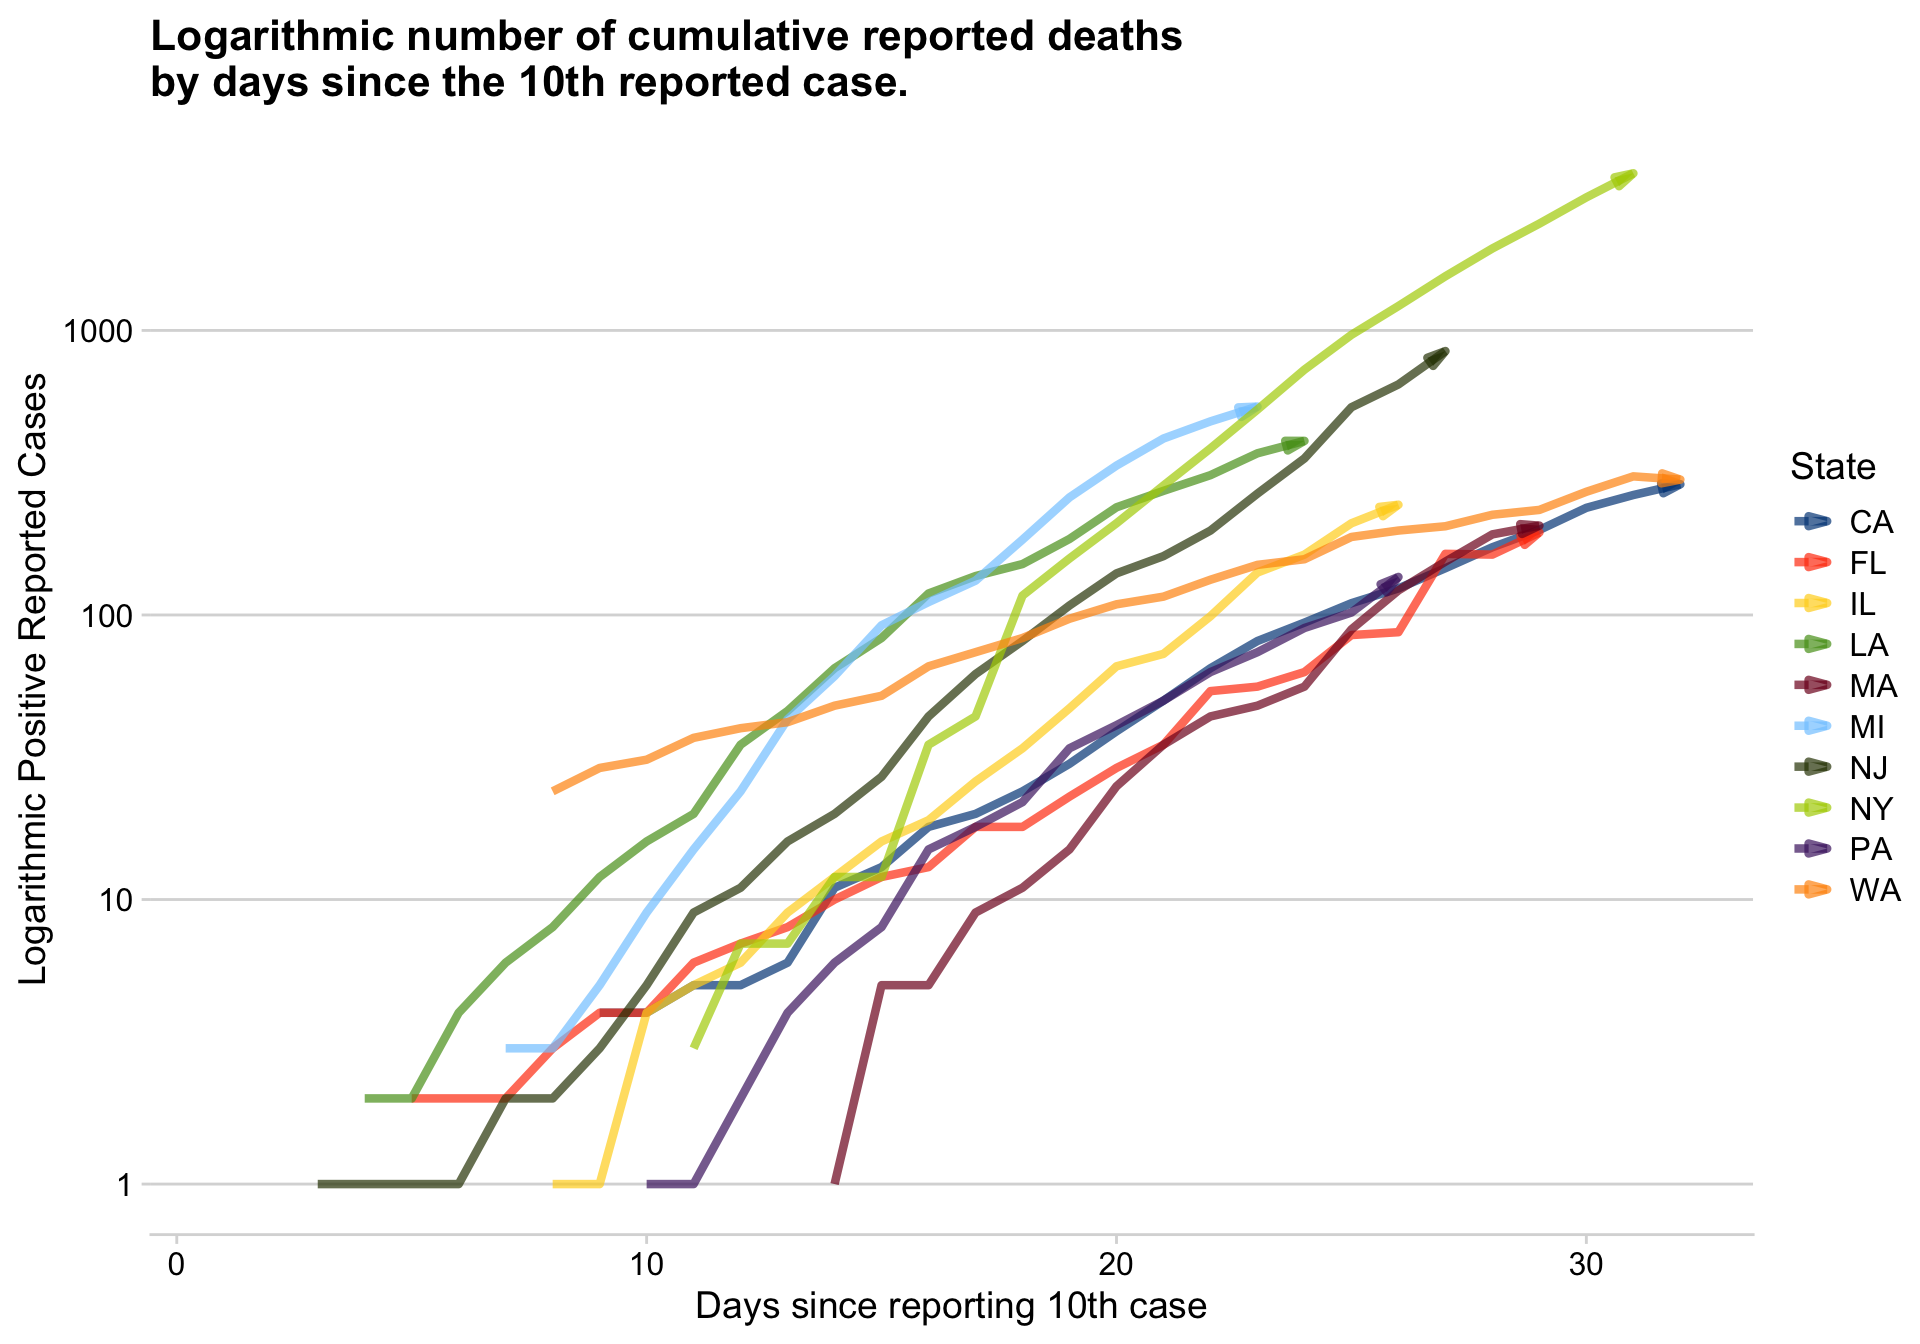 Logarithmic number of cumulative reported deaths
by days since the 10th reported case.
Logarithmic Positive Reported Cases
1000
100
10
1
0
10
20
30
Days since reporting 10th case
State
CA
FL
IL
LA
MA
MI
NJ
NY
PA
WA